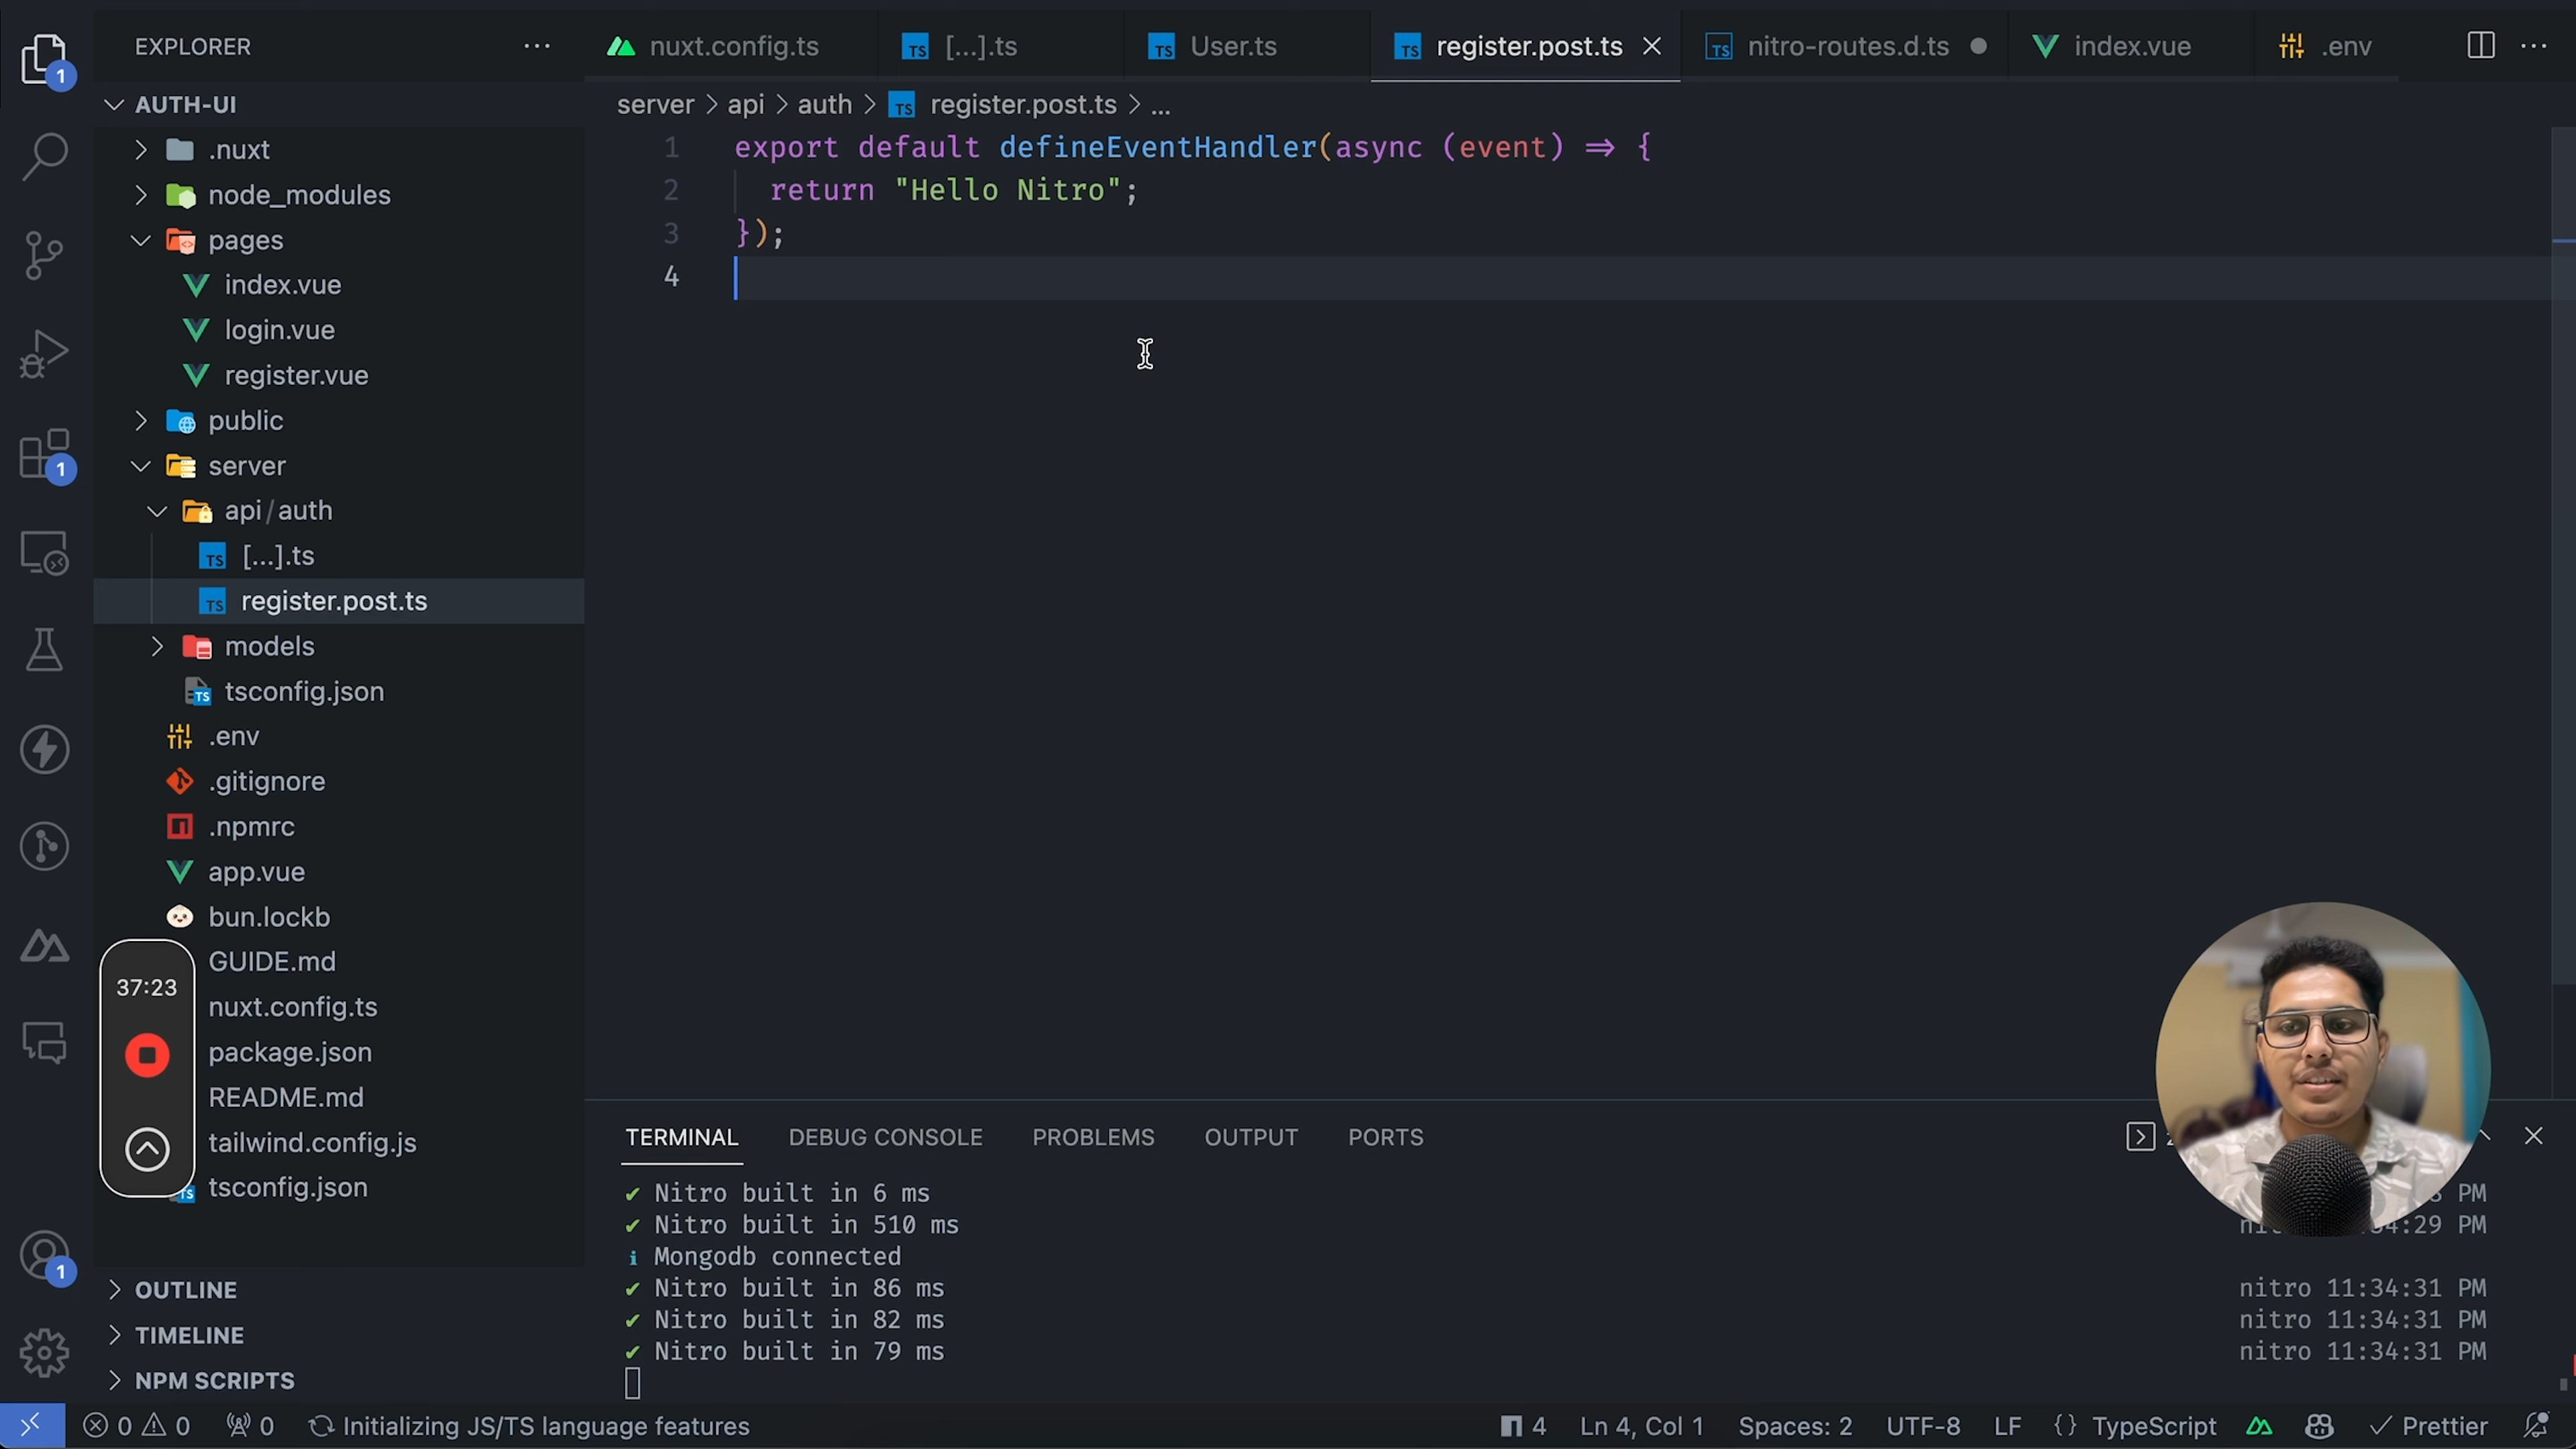 EXPLORER
AUTH-UI
.nuxt
node_modules
pages
index.vue
login.vue
register.vue
public
server
api/auth
[...].ts
register.post.ts
models
tsconfig.json
.env
.gitignore
.npmrc
app.vue
bun.lockb
GUIDE.md
nuxt.config.ts
package.json
README.md
tailwind.config.js
tsconfig.json
OUTLINE
TIMELINE
NPM SCRIPTS
1
1
1
37:23
nuxt.config.ts [...].ts User.ts register.post.ts nitro-routes.d.ts index.vue .env
server > api > auth > register.post.ts > ...
1 export default defineEventHandler(async (event) => {
2 return "Hello Nitro";
3 });
4
TERMINAL DEBUG CONSOLE PROBLEMS OUTPUT PORTS
✔ Nitro built in 6 ms PM
✔ Nitro built in 510 ms 4:29 PM
ℹ Mongodb connected
✔ Nitro built in 86 ms nitro 11:34:31 PM
✔ Nitro built in 82 ms nitro 11:34:31 PM
✔ Nitro built in 79 ms nitro 11:34:31 PM
0 0 0 Initializing JS/TS language features 4 Ln 4, Col 1 Spaces: 2 UTF-8 LF {} TypeScript Prettier